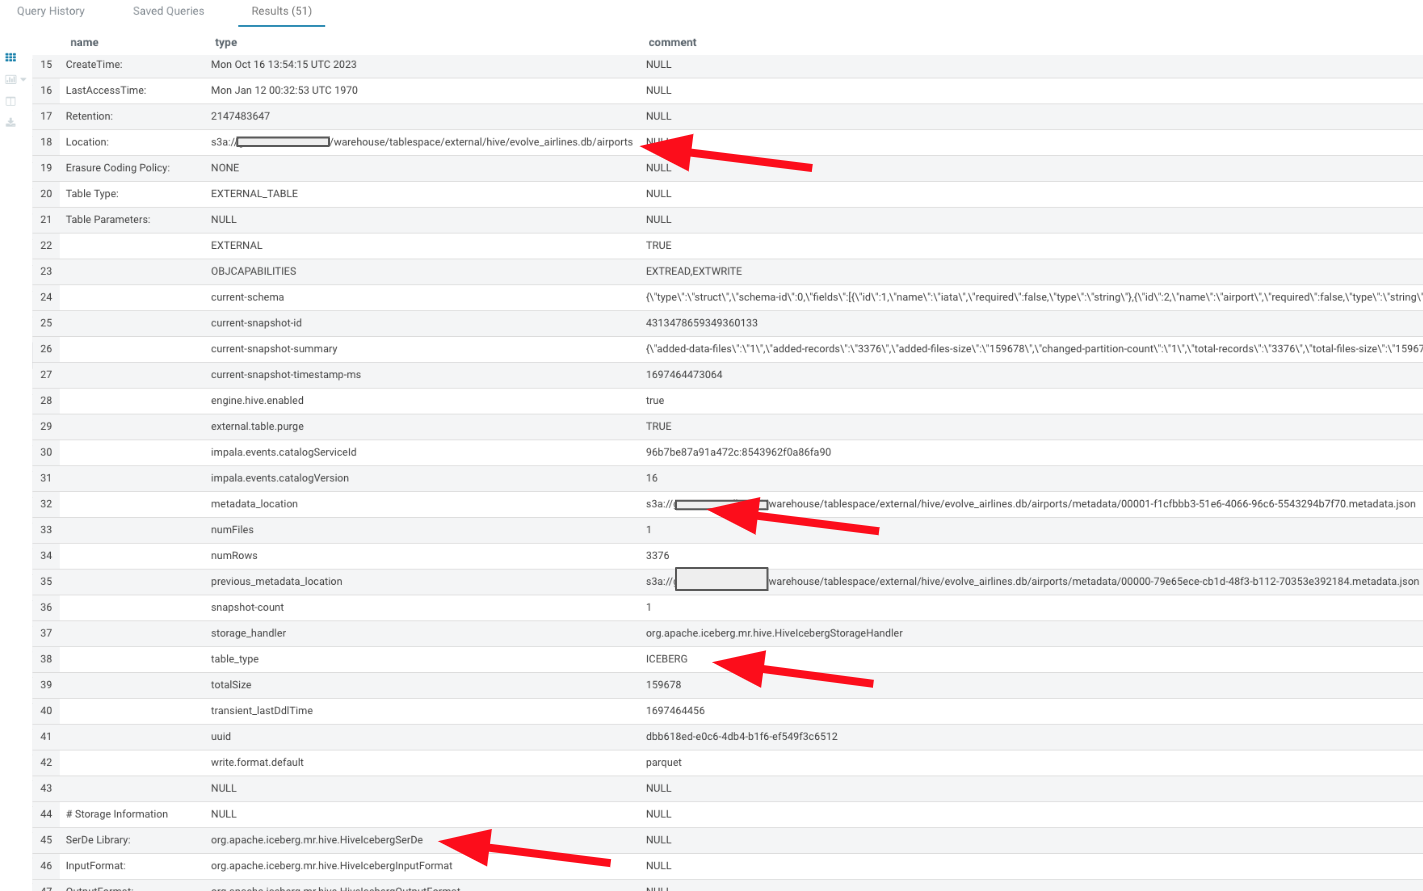 Query History Saved Queries Results (51)
name type comment
15 CreateTime: Mon Oct 16 13:54:15 UTC 2023 NULL
16 LastAccessTime: Mon Jan 12 00:32:53 UTC 1970 NULL
17 Retention: 2147483647 NULL
18 Location: s3a:// /warehouse/tablespace/external/hive/evolve_airlines.db/airports NULL
19 Erasure Coding Policy: NONE NULL
20 Table Type: EXTERNAL_TABLE NULL
21 Table Parameters: NULL NULL
22 EXTERNAL TRUE
23 OBJCAPABILITIES EXTREAD,EXTWRITE
24 current-schema {\"type\":\"struct\",\"schema-id\":0,\"fields\":[{\"id\":1,\"name\":\"iata\",\"required\":false,\"type\":\"string\"},{\"id\":2,\"name\":\"airport\",\"required\":false,\"type\":\"string\"
25 current-snapshot-id 4313478659349360133
26 current-snapshot-summary {\"added-data-files\":\"1\",\"added-records\":\"3376\",\"added-files-size\":\"159678\",\"changed-partition-count\":\"1\",\"total-records\":\"3376\",\"total-files-size\":\"1596
27 current-snapshot-timestamp-ms 1697464473064
28 engine.hive.enabled true
29 external.table.purge TRUE
30 impala.events.catalogServiceId 96b7be87a91a472c:8543962f0a86fa90
31 impala.events.catalogVersion 16
32 metadata_location s3a:// warehouse/tablespace/external/hive/evolve_airlines.db/airports/metadata/00001-f1cfbbb3-51e6-4066-96c6-5543294b7f70.metadata.json
33 numFiles 1
34 numRows 3376
35 previous_metadata_location s3a:// warehouse/tablespace/external/hive/evolve_airlines.db/airports/metadata/00000-79e65ece-cb1d-48f3-b112-70353e392184.metadata.json
36 snapshot-count 1
37 storage_handler org.apache.iceberg.mr.hive.HiveIcebergStorageHandler
38 table_type ICEBERG
39 totalSize 159678
40 transient_lastDdlTime 1697464456
41 uuid dbb618ed-e0c6-4db4-b1f6-ef549f3c6512
42 write.format.default parquet
43 NULL NULL
44 # Storage Information NULL NULL
45 SerDe Library: org.apache.iceberg.mr.hive.HiveIcebergSerDe NULL
46 InputFormat: org.apache.iceberg.mr.hive.HiveIcebergInputFormat NULL
47 OutputFormat: org.apache.iceberg.mr.hive.HiveIcebergOutputFormat NULL